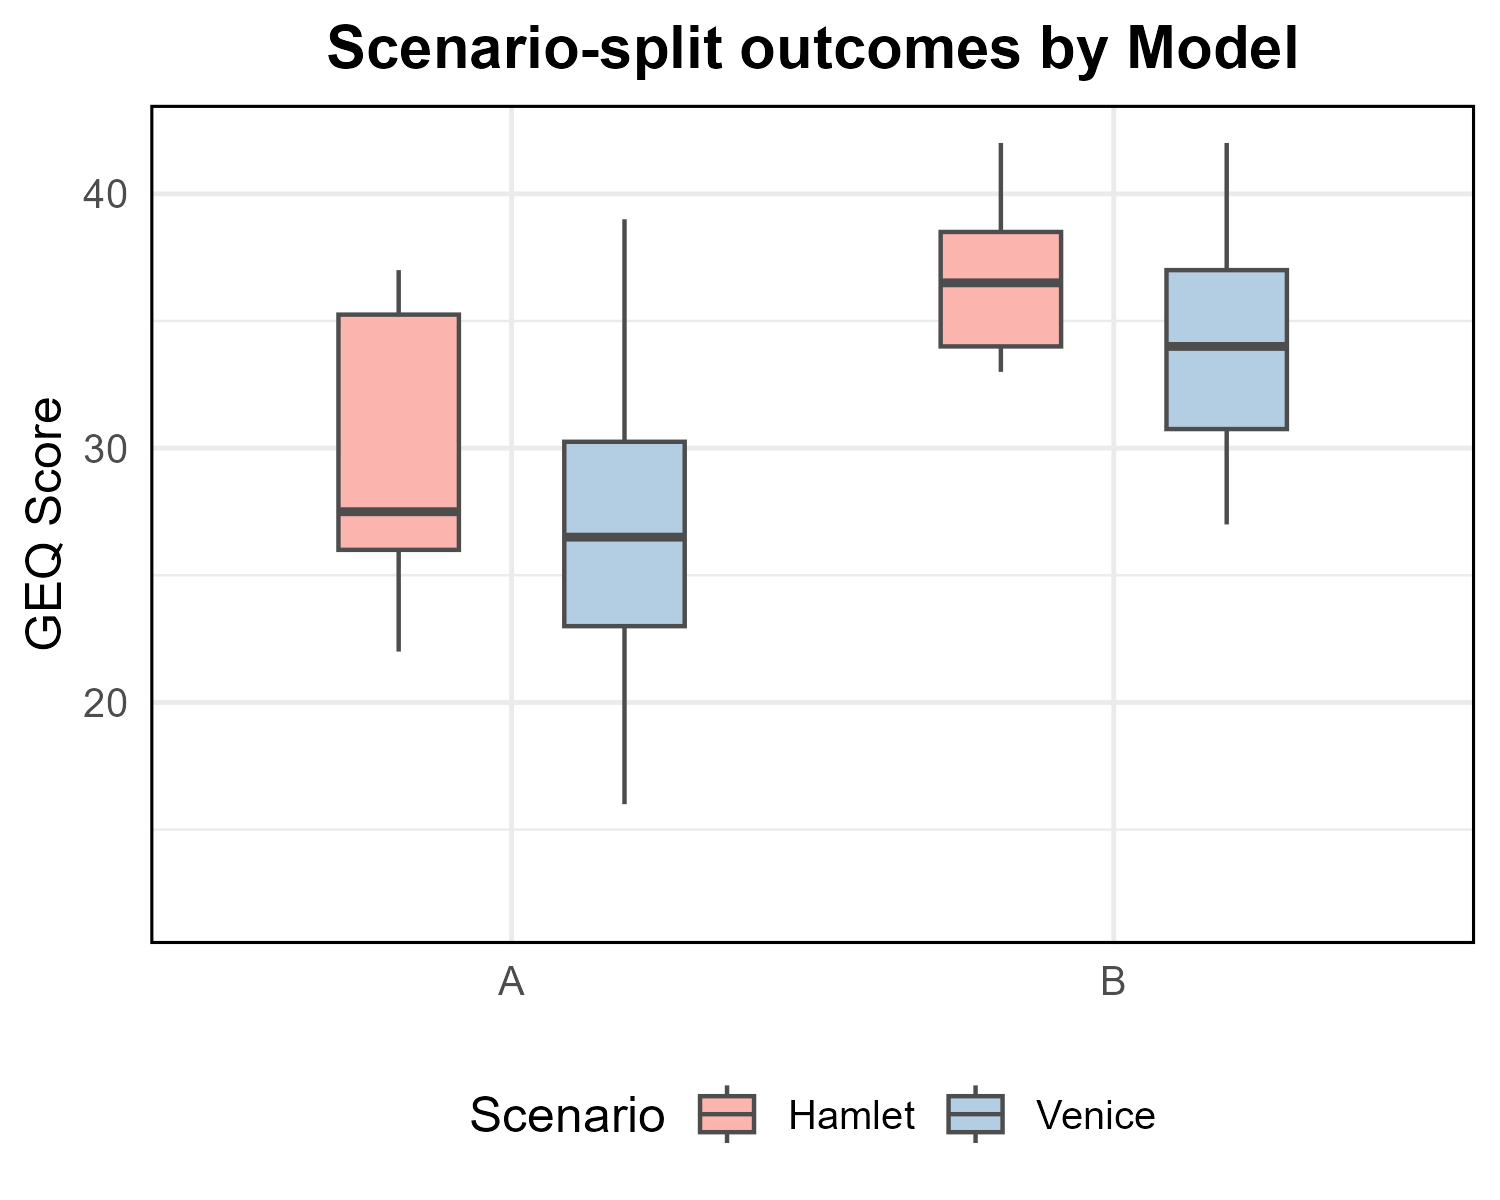 Scenario-split outcomes by Model
GEQ Score
40
30
20
A
B
Scenario
Hamlet
Venice